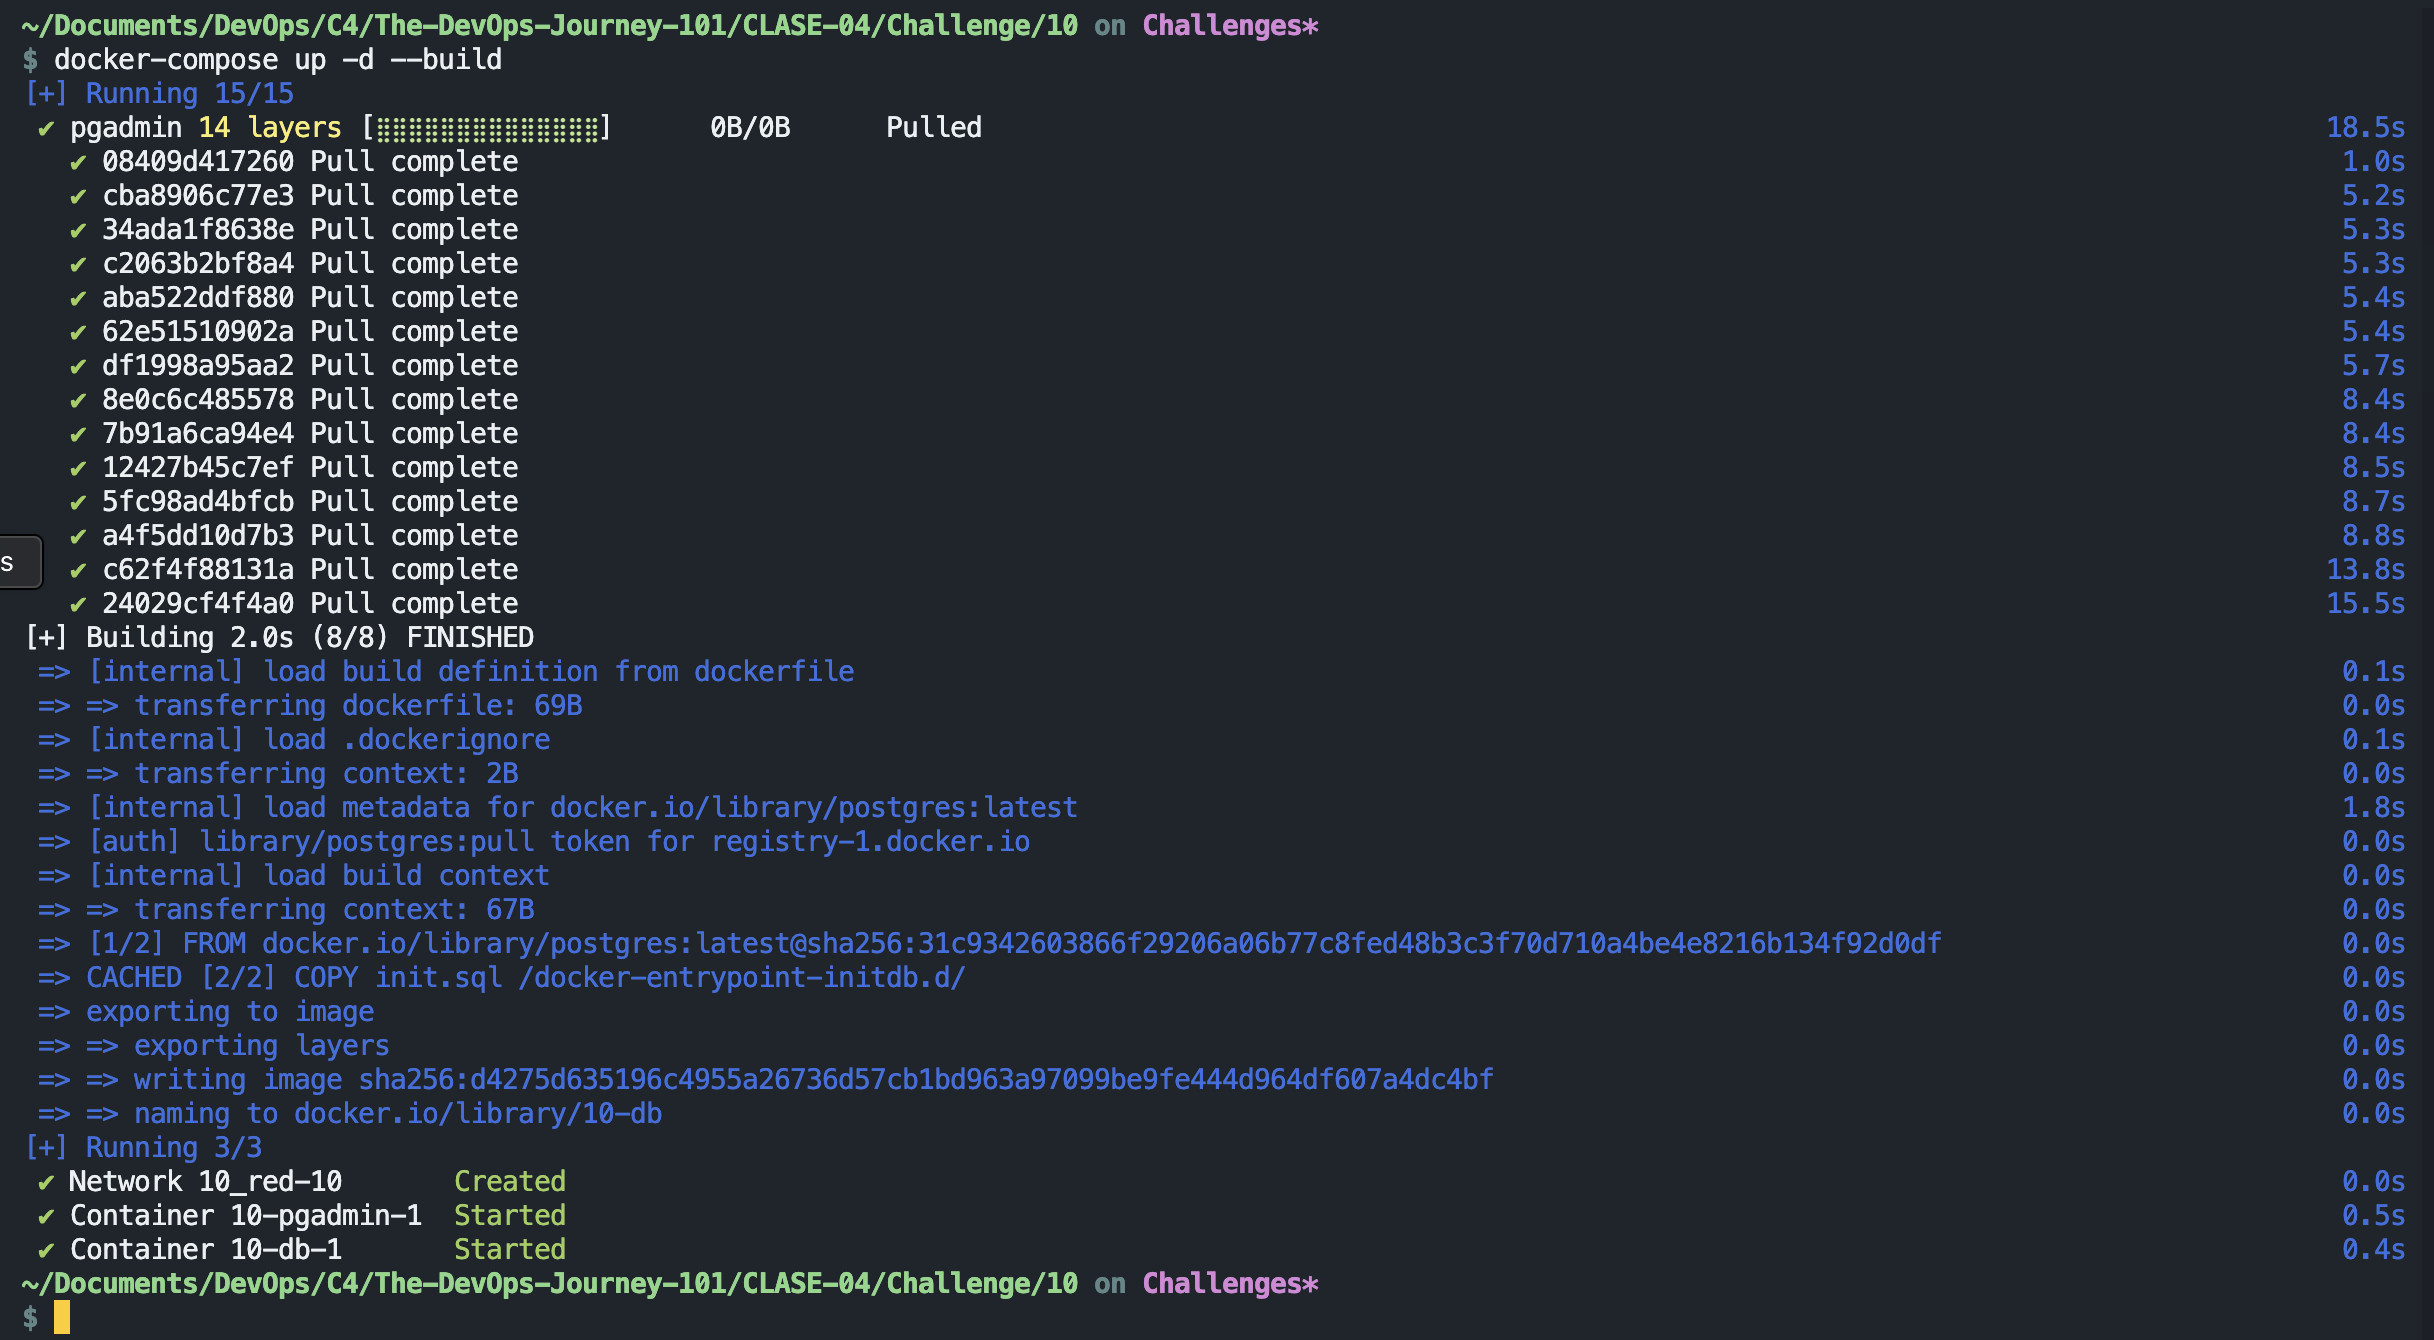 ~/Documents/DevOps/C4/The-DevOps-Journey-101/CLASE-04/Challenge/10 on Challenges*
$ docker-compose up -d --build
[+] Running 15/15
✔ pgadmin 14 layers [⣿⣿⣿⣿⣿⣿⣿⣿⣿⣿⣿⣿⣿⣿] 0B/0B Pulled 18.5s
✔ 08409d417260 Pull complete 1.0s
✔ cba8906c77e3 Pull complete 5.2s
✔ 34ada1f8638e Pull complete 5.3s
✔ c2063b2bf8a4 Pull complete 5.3s
✔ aba522ddf880 Pull complete 5.4s
✔ 62e51510902a Pull complete 5.4s
✔ df1998a95aa2 Pull complete 5.7s
✔ 8e0c6c485578 Pull complete 8.4s
✔ 7b91a6ca94e4 Pull complete 8.4s
✔ 12427b45c7ef Pull complete 8.5s
✔ 5fc98ad4bfcb Pull complete 8.7s
✔ a4f5dd10d7b3 Pull complete 8.8s
s
✔ c62f4f88131a Pull complete 13.8s
✔ 24029cf4f4a0 Pull complete 15.5s
[+] Building 2.0s (8/8) FINISHED
=> [internal] load build definition from dockerfile 0.1s
=> => transferring dockerfile: 69B 0.0s
=> [internal] load .dockerignore 0.1s
=> => transferring context: 2B 0.0s
=> [internal] load metadata for docker.io/library/postgres:latest 1.8s
=> [auth] library/postgres:pull token for registry-1.docker.io 0.0s
=> [internal] load build context 0.0s
=> => transferring context: 67B 0.0s
=> [1/2] FROM docker.io/library/postgres:latest@sha256:31c9342603866f29206a06b77c8fed48b3c3f70d710a4be4e8216b134f92d0df 0.0s
=> CACHED [2/2] COPY init.sql /docker-entrypoint-initdb.d/ 0.0s
=> exporting to image 0.0s
=> => exporting layers 0.0s
=> => writing image sha256:d4275d635196c4955a26736d57cb1bd963a97099be9fe444d964df607a4dc4bf 0.0s
=> => naming to docker.io/library/10-db 0.0s
[+] Running 3/3
✔ Network 10_red-10 Created 0.0s
✔ Container 10-pgadmin-1 Started 0.5s
✔ Container 10-db-1 Started 0.4s
~/Documents/DevOps/C4/The-DevOps-Journey-101/CLASE-04/Challenge/10 on Challenges*
$